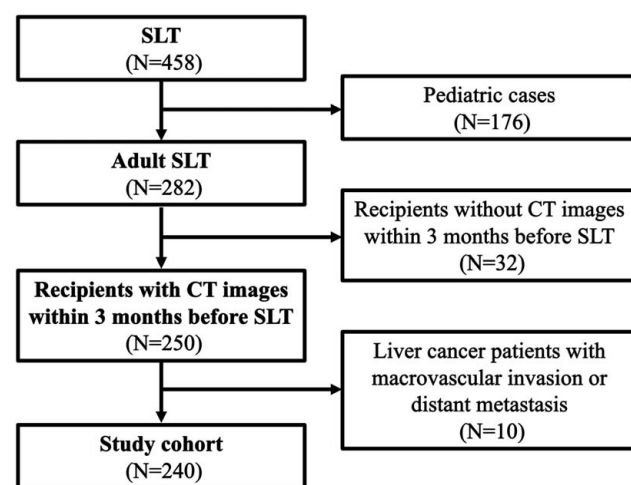 SLT
(N=458)
Pediatric cases
(N=176)
Adult SLT
(N=282)
Recipients without CT images
within 3 months before SLT
(N=32)
Recipients with CT images
within 3 months before SLT
(N=250)
Liver cancer patients with
macrovascular invasion or
distant metastasis
(N=10)
Study cohort
(N=240)